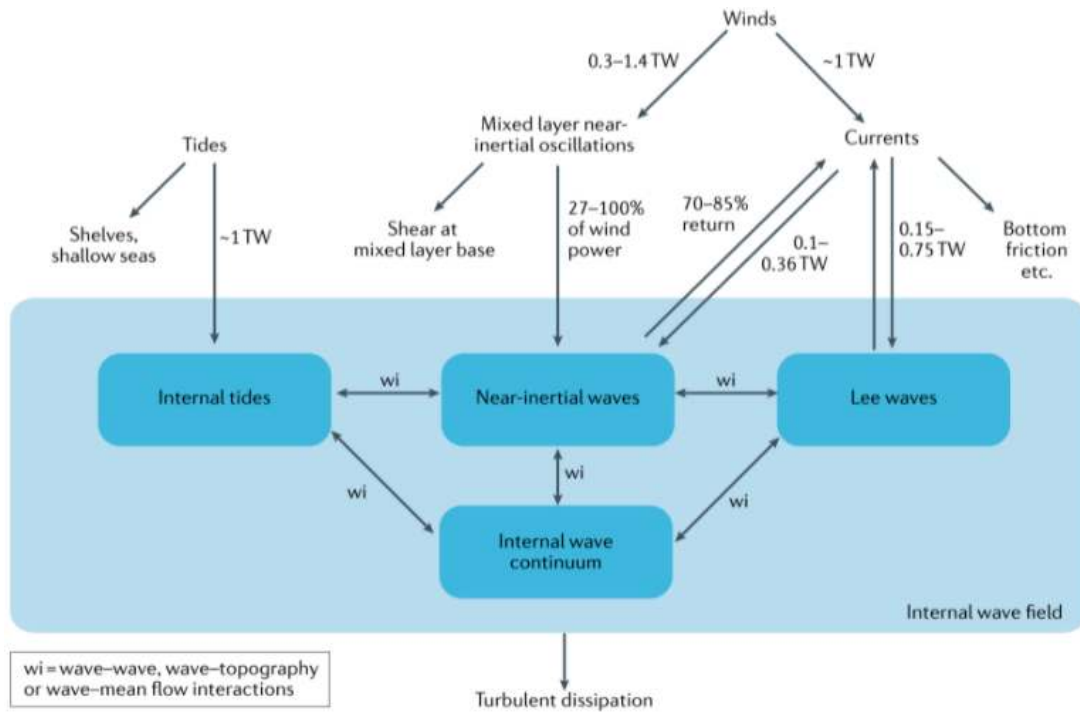 Winds
0.3–1.4 TW
~1 TW
Mixed layer near-
inertial oscillations
Tides
Currents
Shelves,
shallow seas
~1 TW
Shear at
mixed layer base
27–100%
of wind
power
70–85%
return
0.1–
0.36 TW
0.15–
0.75 TW
Bottom
friction
etc.
Internal tides
wi
Near-inertial waves
wi
Lee waves
wi
wi
wi
Internal wave
continuum
Internal wave field
wi = wave–wave, wave–topography
or wave–mean flow interactions
Turbulent dissipation